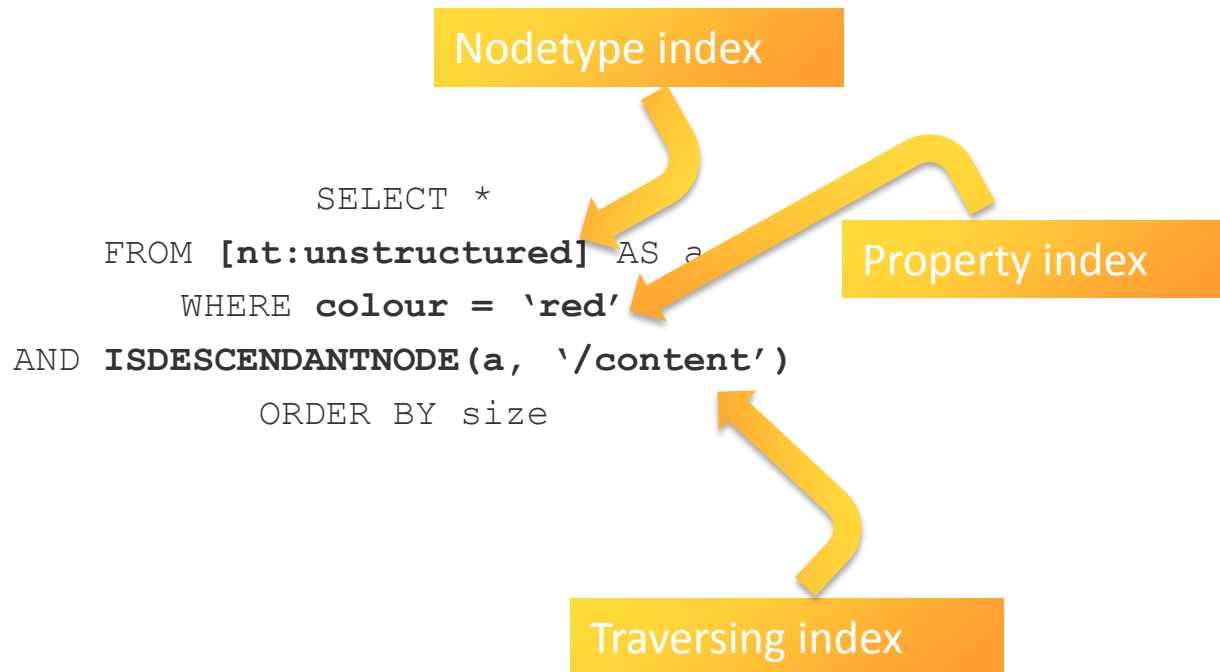 Nodetype index
SELECT *
FROM [nt:unstructured] AS a
WHERE colour = ‘red’
Property index
AND ISDESCENDANTNODE(a, ‘/content’)
ORDER BY size
Traversing index